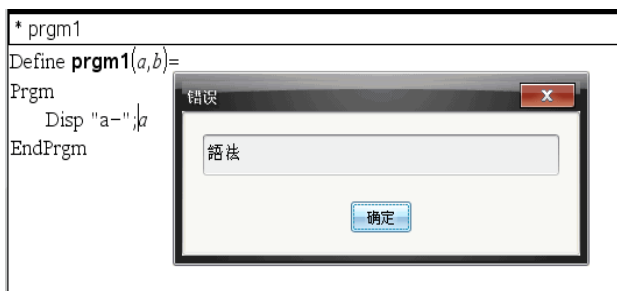 * prgm1
Define prgm1(a,b)=
Prgm
Disp "a-";a
EndPrgm
错误
語法
确定